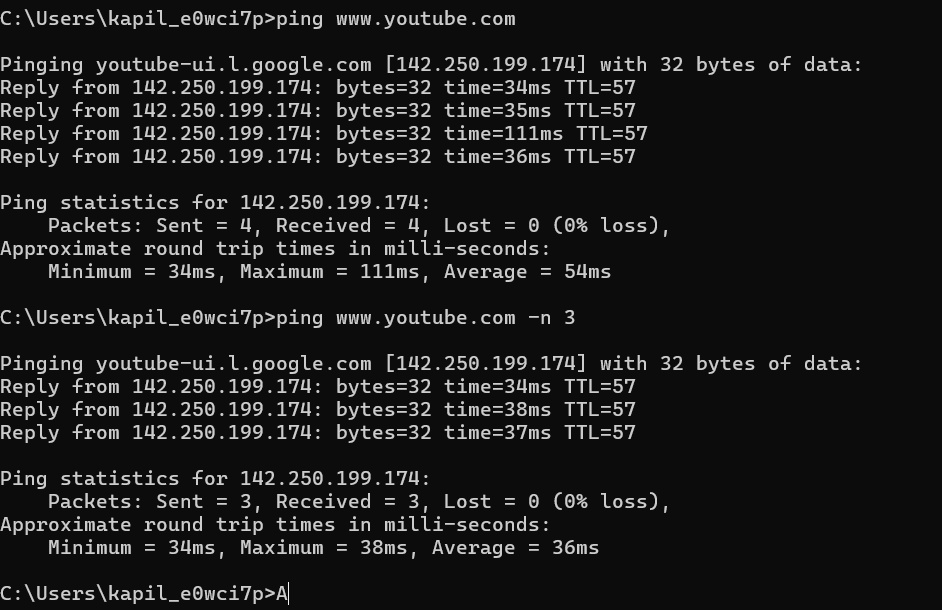 C:\Users\kapil_e0wci7p>ping www.youtube.com
Pinging youtube-ui.l.google.com [142.250.199.174] with 32 bytes of data:
Reply from 142.250.199.174: bytes=32 time=34ms TTL=57
Reply from 142.250.199.174: bytes=32 time=35ms TTL=57
Reply from 142.250.199.174: bytes=32 time=111ms TTL=57
Reply from 142.250.199.174: bytes=32 time=36ms TTL=57
Ping statistics for 142.250.199.174:
    Packets: Sent = 4, Received = 4, Lost = 0 (0% loss),
Approximate round trip times in milli-seconds:
    Minimum = 34ms, Maximum = 111ms, Average = 54ms
C:\Users\kapil_e0wci7p>ping www.youtube.com -n 3
Pinging youtube-ui.l.google.com [142.250.199.174] with 32 bytes of data:
Reply from 142.250.199.174: bytes=32 time=34ms TTL=57
Reply from 142.250.199.174: bytes=32 time=38ms TTL=57
Reply from 142.250.199.174: bytes=32 time=37ms TTL=57
Ping statistics for 142.250.199.174:
    Packets: Sent = 3, Received = 3, Lost = 0 (0% loss),
Approximate round trip times in milli-seconds:
    Minimum = 34ms, Maximum = 38ms, Average = 36ms
C:\Users\kapil_e0wci7p>A